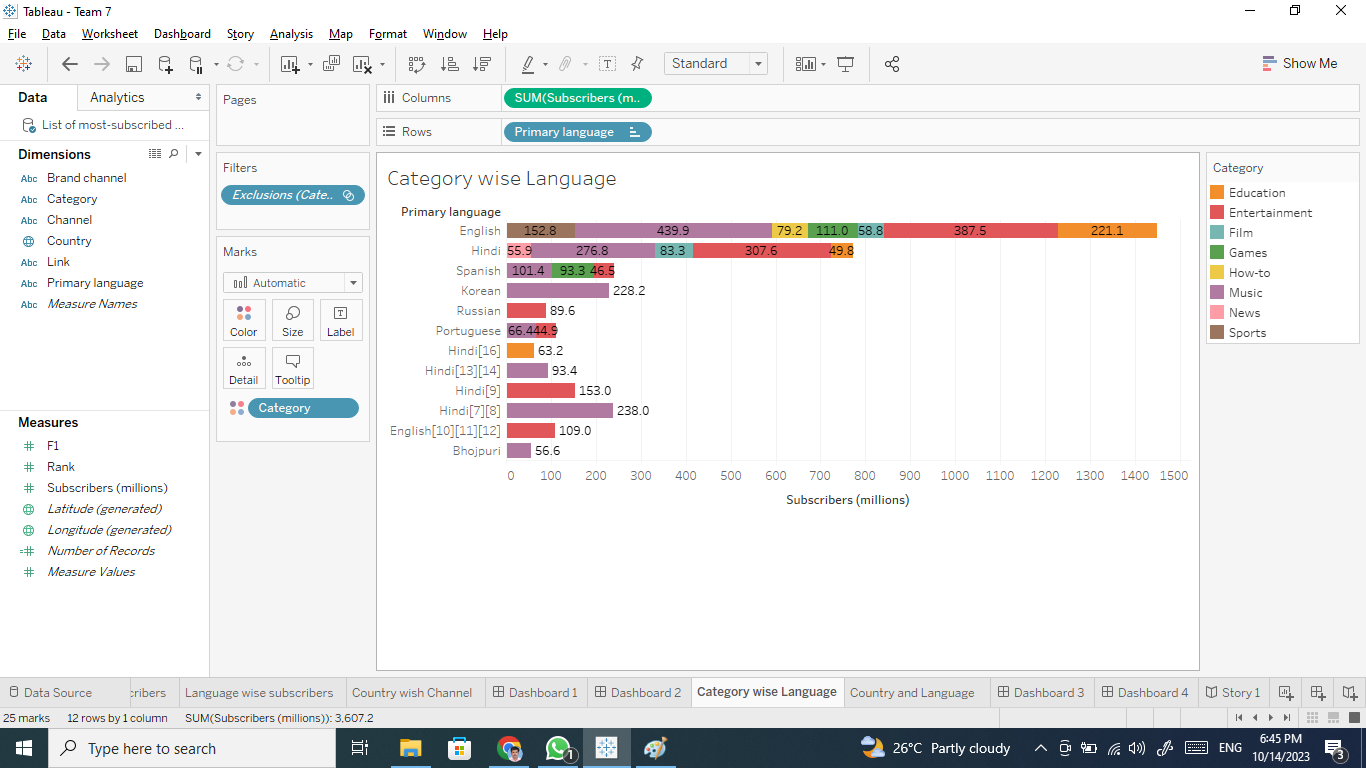 Tableau - Team 7
File Data Worksheet Dashboard Story Analysis Map Format Window Help
Standard
Show Me
Data Analytics
List of most-subscribed ...
Dimensions
Abc Brand channel
Abc Category
Abc Channel
Country
Abc Link
Abc Primary language
Abc Measure Names
Measures
# F1
# Rank
# Subscribers (millions)
Latitude (generated)
Longitude (generated)
=# Number of Records
# Measure Values
Pages
Filters
Exclusions (Cate..
Marks
Automatic
Color Size Label
Detail Tooltip
Category
Columns SUM(Subscribers (m..
Rows Primary language
Category wise Language
Primary language
English 152.8 439.9 79.2 111.0 58.8 387.5 221.1
Hindi 55.9 276.8 83.3 307.6 49.8
Spanish 101.4 93.3 46.5
Korean 228.2
Russian 89.6
Portuguese 66.4 44.9
Hindi[16] 63.2
Hindi[13][14] 93.4
Hindi[9] 153.0
Hindi[7][8] 238.0
English[10][11][12] 109.0
Bhojpuri 56.6
0 100 200 300 400 500 600 700 800 900 1000 1100 1200 1300 1400 1500
Subscribers (millions)
Category
Education
Entertainment
Film
Games
How-to
Music
News
Sports
Data Source :ribers Language wise subscribers Country wish Channel Dashboard 1 Dashboard 2 Category wise Language Country and Language Dashboard 3 Dashboard 4 Story 1
25 marks 12 rows by 1 column SUM(Subscribers (millions)): 3,607.2
Type here to search
1
26°C Partly cloudy
ENG
6:45 PM
10/14/2023
3